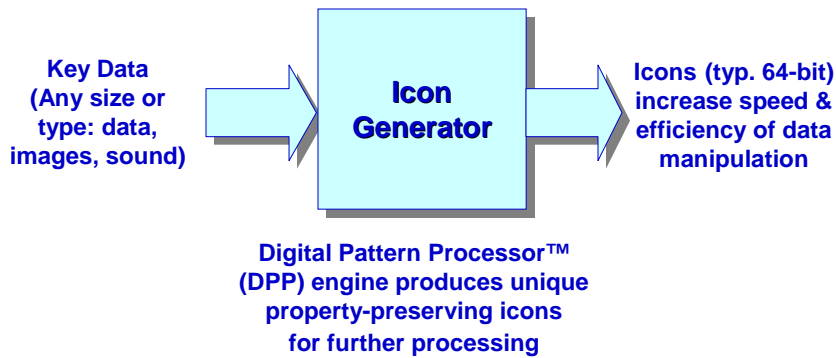 Key Data
(Any size or
type: data,
images, sound)
Icon
Generator
Icons (typ. 64-bit)
increase speed &
efficiency of data
manipulation
Digital Pattern Processor™
(DPP) engine produces unique
property-preserving icons
for further processing